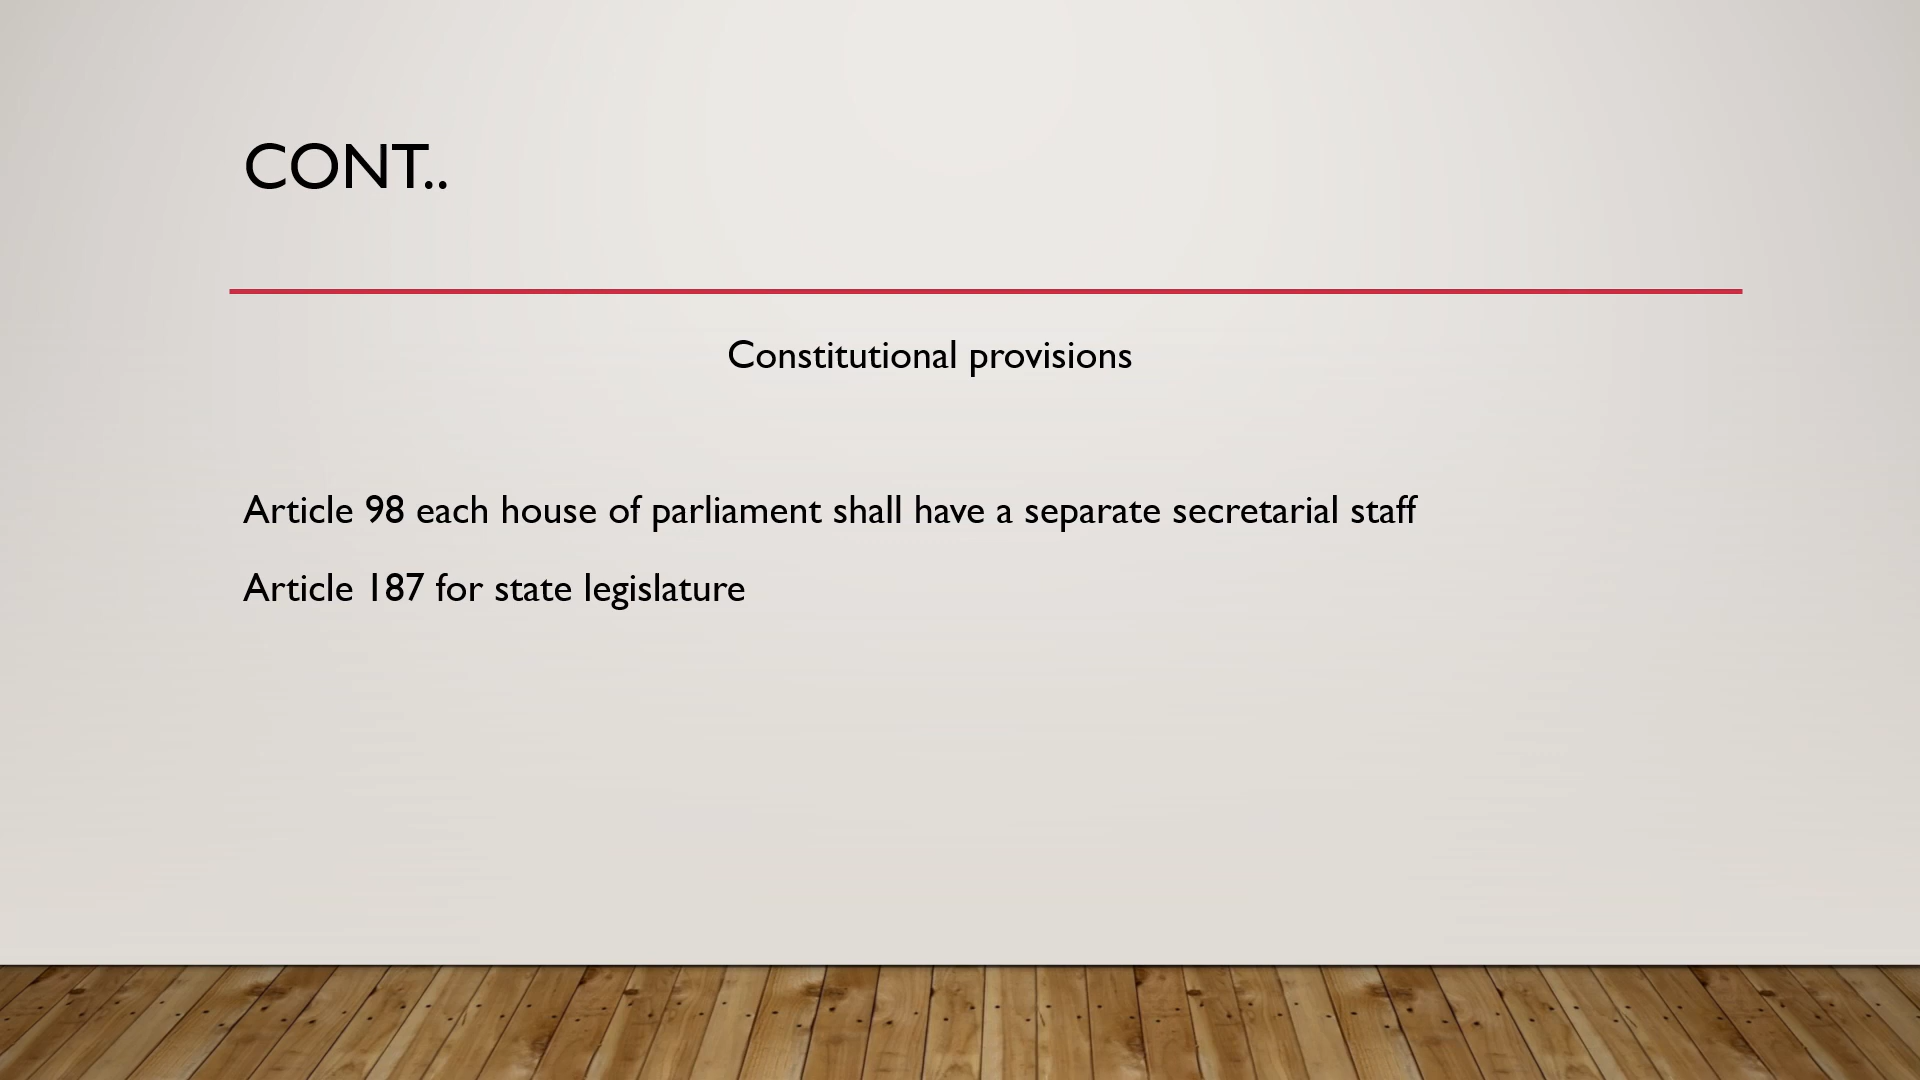 CONT..
Constitutional provisions
Article 98 each house of parliament shall have a separate secretarial staff
Article 187 for state legislature